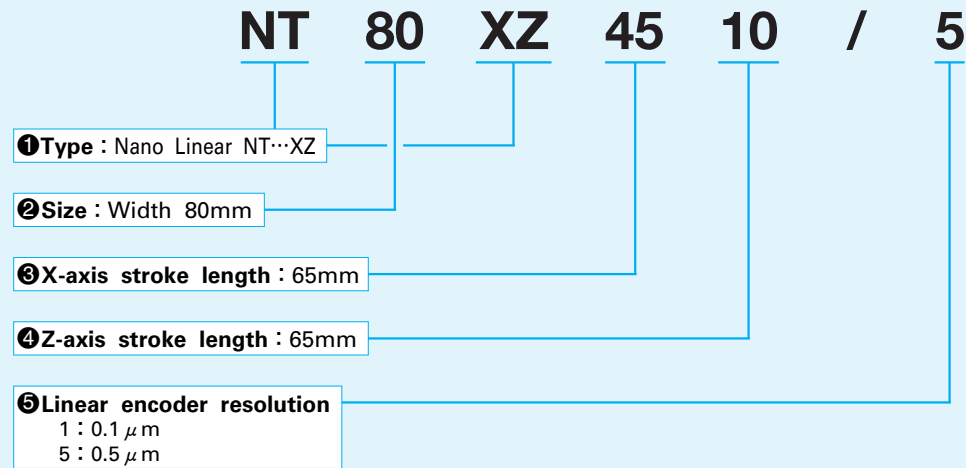 NT 80 XZ 45 10 / 5
❶Type：Nano Linear NT…XZ
❷Size：Width 80mm
❸X-axis stroke length：65mm
❹Z-axis stroke length：65mm
❺Linear encoder resolution
1：0.1μm
5：0.5μm